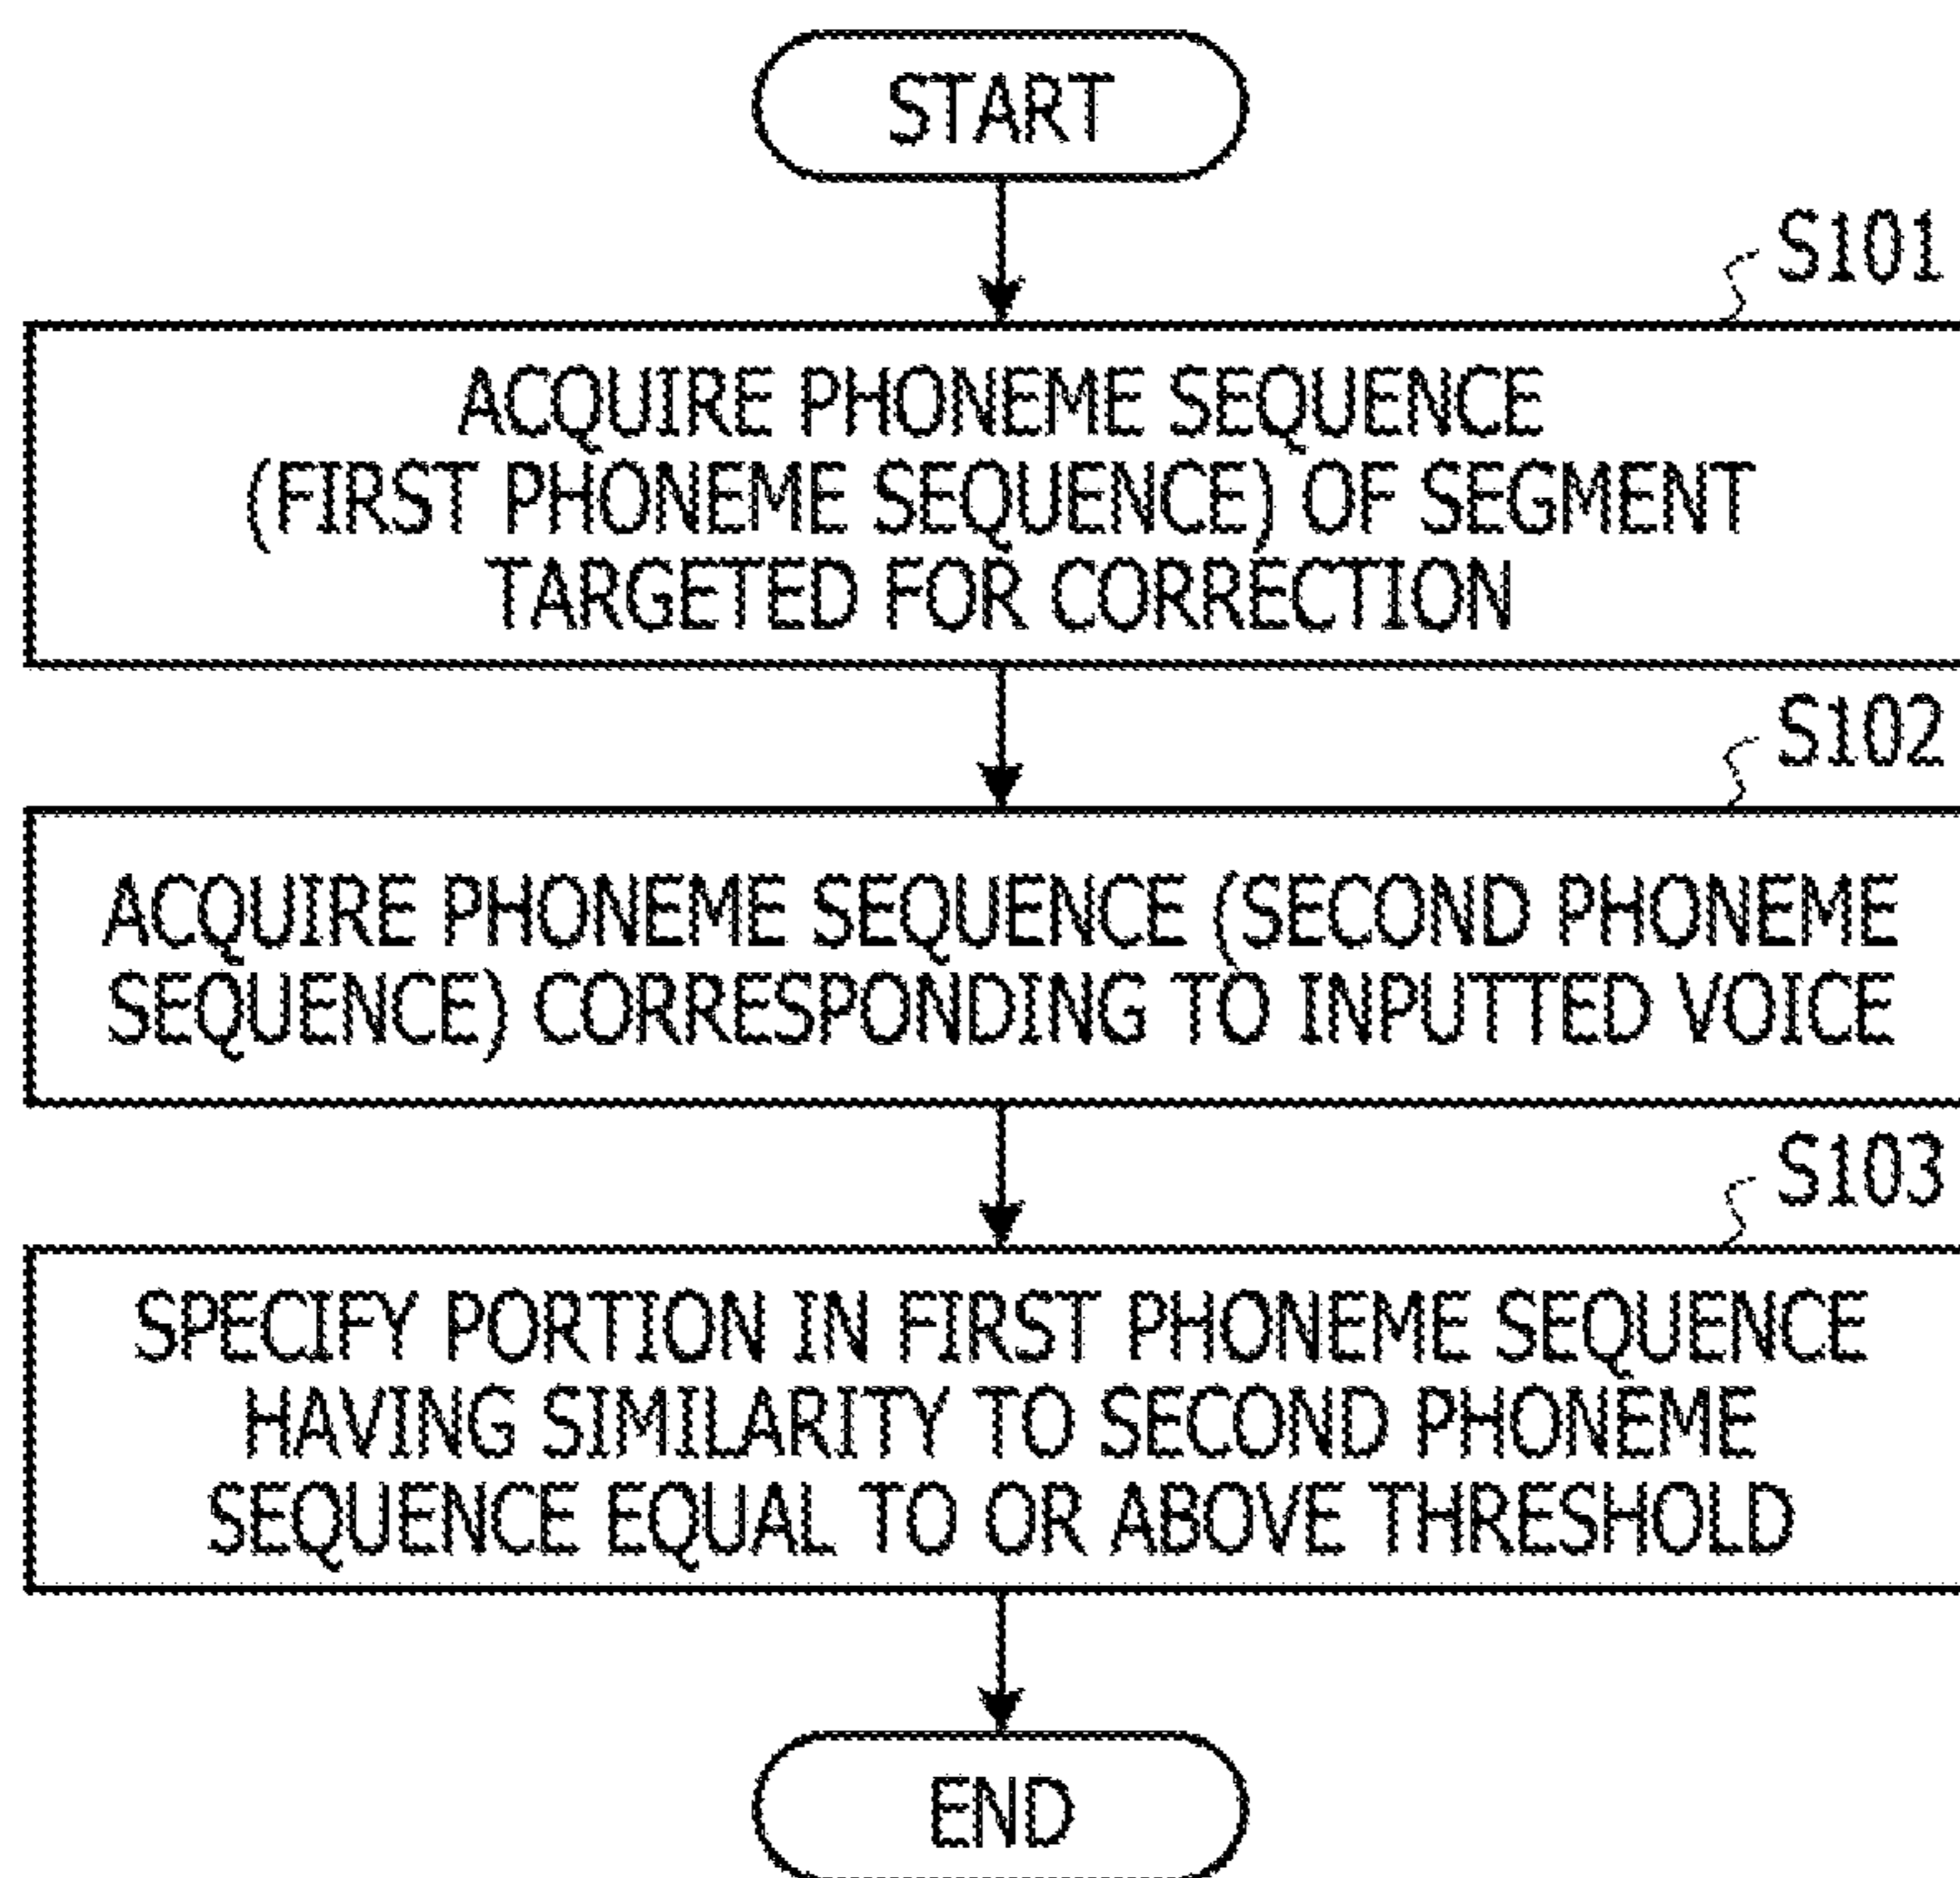 START
S101
ACQUIRE PHONEME SEQUENCE
(FIRST PHONEME SEQUENCE) OF SEGMENT
TARGETED FOR CORRECTION
S102
ACQUIRE PHONEME SEQUENCE (SECOND PHONEME
SEQUENCE) CORRESPONDING TO INPUTTED VOICE
S103
SPECIFY PORTION IN FIRST PHONEME SEQUENCE
HAVING SIMILARITY TO SECOND PHONEME
SEQUENCE EQUAL TO OR ABOVE THRESHOLD
END